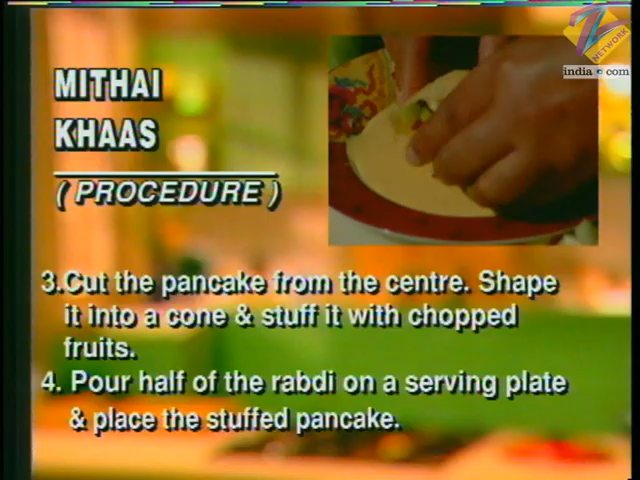 Z
NETWORK
india.com
MITHAI
KHAAS
( PROCEDURE )
3.Cut the pancake from the centre. Shape
it into a cone & stuff it with chopped
fruits.
4. Pour half of the rabdi on a serving plate
& place the stuffed pancake.